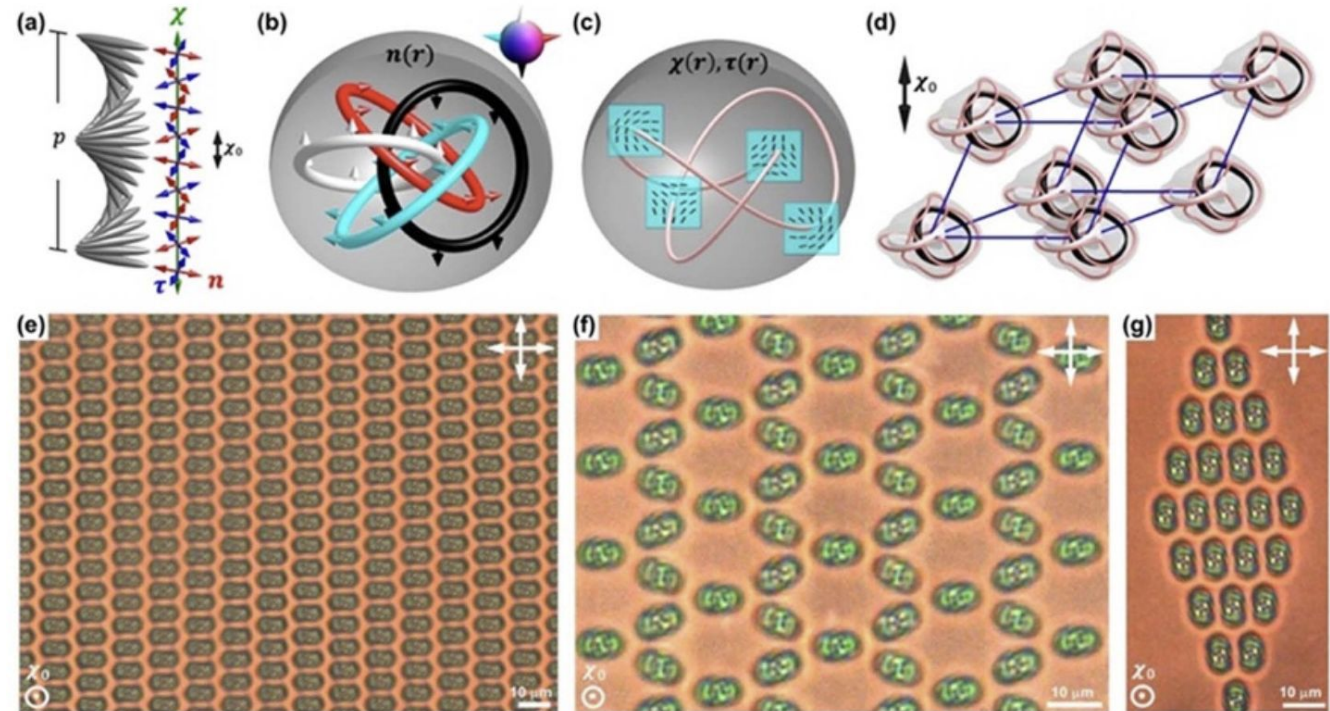 (a)
χ
p
χ₀
τ
n
(b)
n(r)
(c)
χ(r), τ(r)
(d)
χ₀
(e)
χ₀
10 μm
(f)
χ₀
10 μm
(g)
χ₀
10 μm